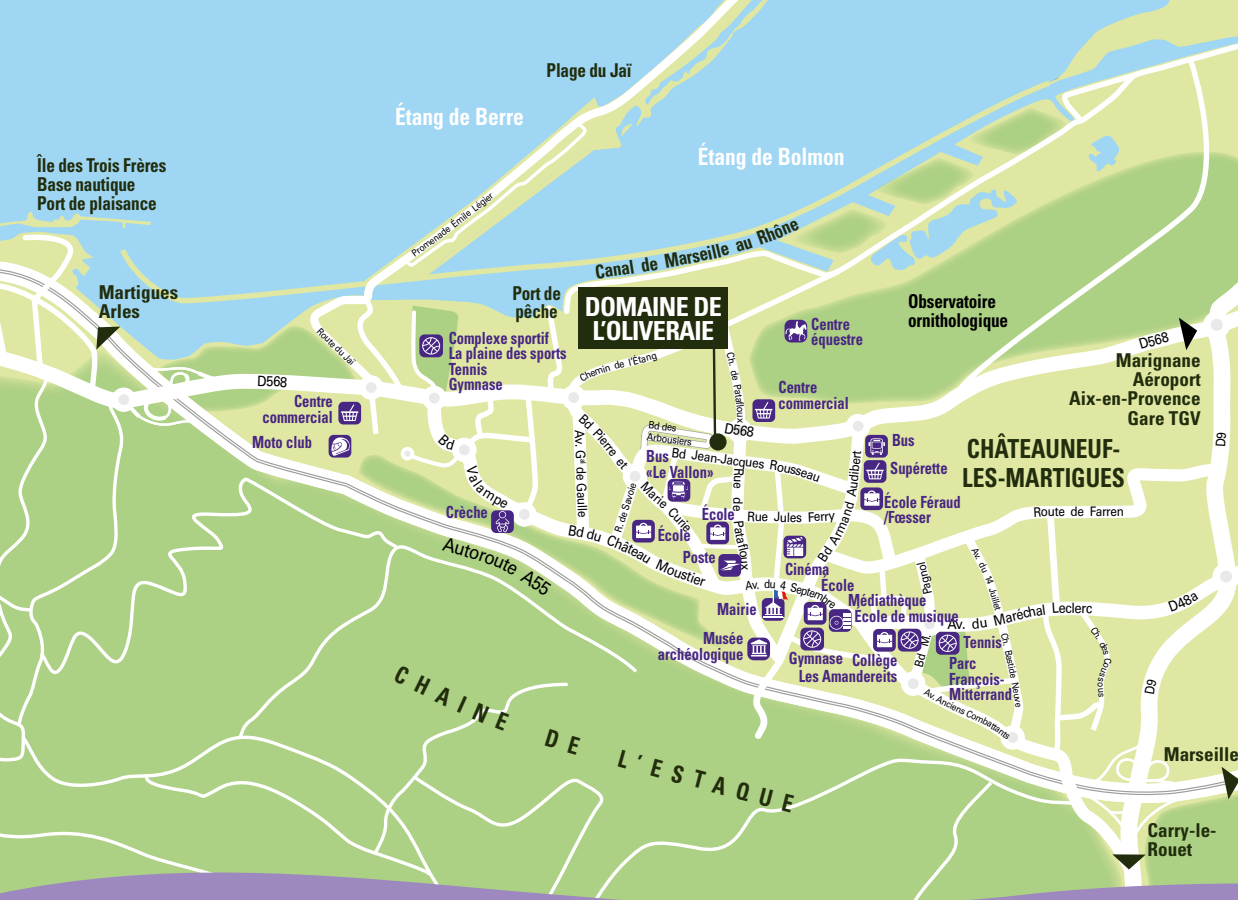 Plage du Jaï
Étang de Berre
Étang de Bolmon
Île des Trois Frères
Base nautique
Port de plaisance
Promenade Émile Légier
Canal de Marseille au Rhône
Martigues
Arles
Port de
pêche
DOMAINE DE
L'OLIVERAIE
Observatoire
ornithologique
Centre
équestre
Route du Jaï
Complexe sportif
La plaine des sports
Tennis
Gymnase
Chemin de l'Étang
Ch. de Patafloux
D568
Marignane
Aéroport
Aix-en-Provence
Gare TGV
D568
Centre
commercial
Centre
commercial
D568
D9
Moto club
Bd des
Arbousiers
Bd Pierre et
Marie Curie
Av. Gal de Gaulle
Bus
«Le Vallon»
Bd Jean-Jacques Rousseau
Bus
Supérette
CHÂTEAUNEUF-
LES-MARTIGUES
Bd
Valampe
R. de Savoie
Rue de Patafloux
Bd Armand Audibert
École Féraud
/Fœsser
Route de Farren
Crèche
École
École
Rue Jules Ferry
Bd du Château Moustier
Autoroute A55
Poste
Cinéma
Av. du 4 Septembre
École
Médiathèque
École de musique
Bd M.
Pagnol
Av. du 14 Juillet
Av. du Maréchal Leclerc
D48a
Mairie
Musée
archéologique
Gymnase
Collège
Les Amandereits
Tennis
Parc
François-
Mitterrand
Ch. Bastide Neuve
Ch. des Coussous
Av. Anciens Combattants
D9
CHAINE DE L'ESTAQUE
Marseille
Carry-le-
Rouet